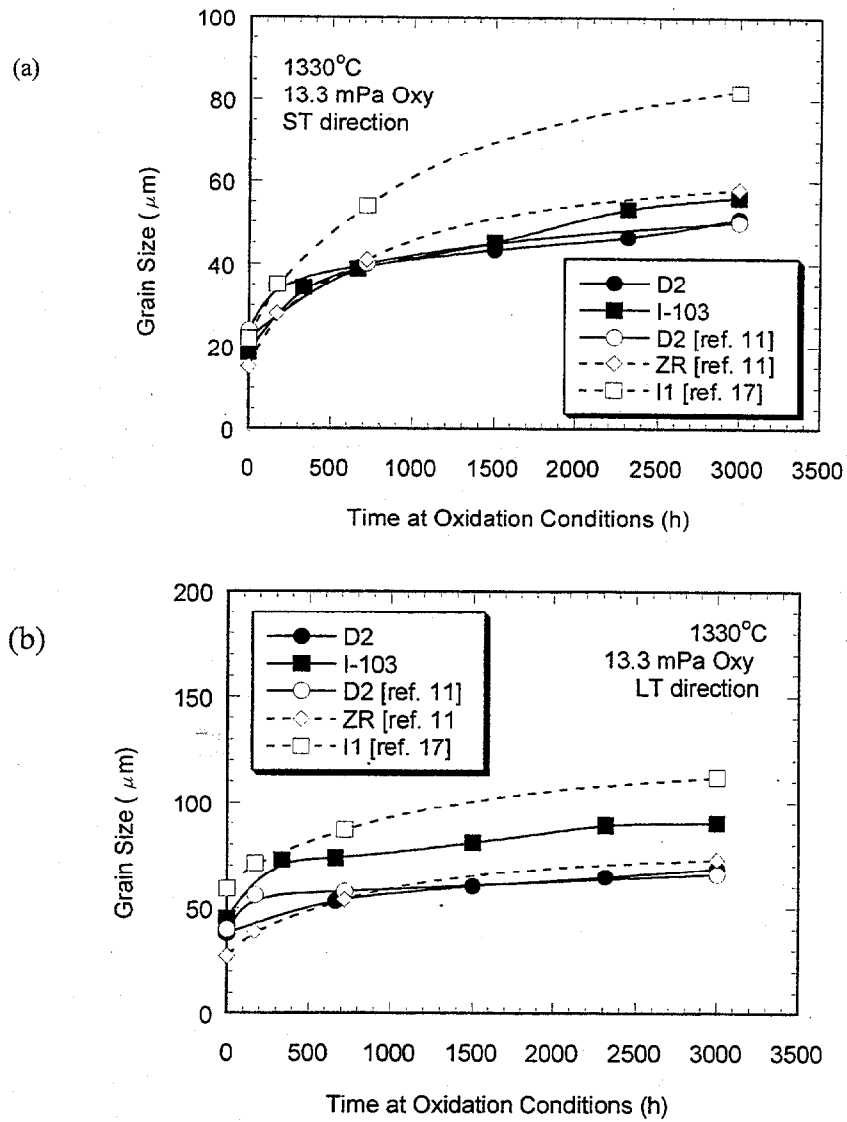 (a)
100
80
60
40
20
0
Grain Size (μm)
1330°C
13.3 mPa Oxy
ST direction
D2
I-103
D2 [ref. 11]
ZR [ref. 11]
I1 [ref. 17]
0 500 1000 1500 2000 2500 3000 3500
Time at Oxidation Conditions (h)
(b)
200
150
100
50
0
Grain Size (μm)
D2
I-103
D2 [ref. 11]
ZR [ref. 11
I1 [ref. 17]
1330°C
13.3 mPa Oxy
LT direction
0 500 1000 1500 2000 2500 3000 3500
Time at Oxidation Conditions (h)